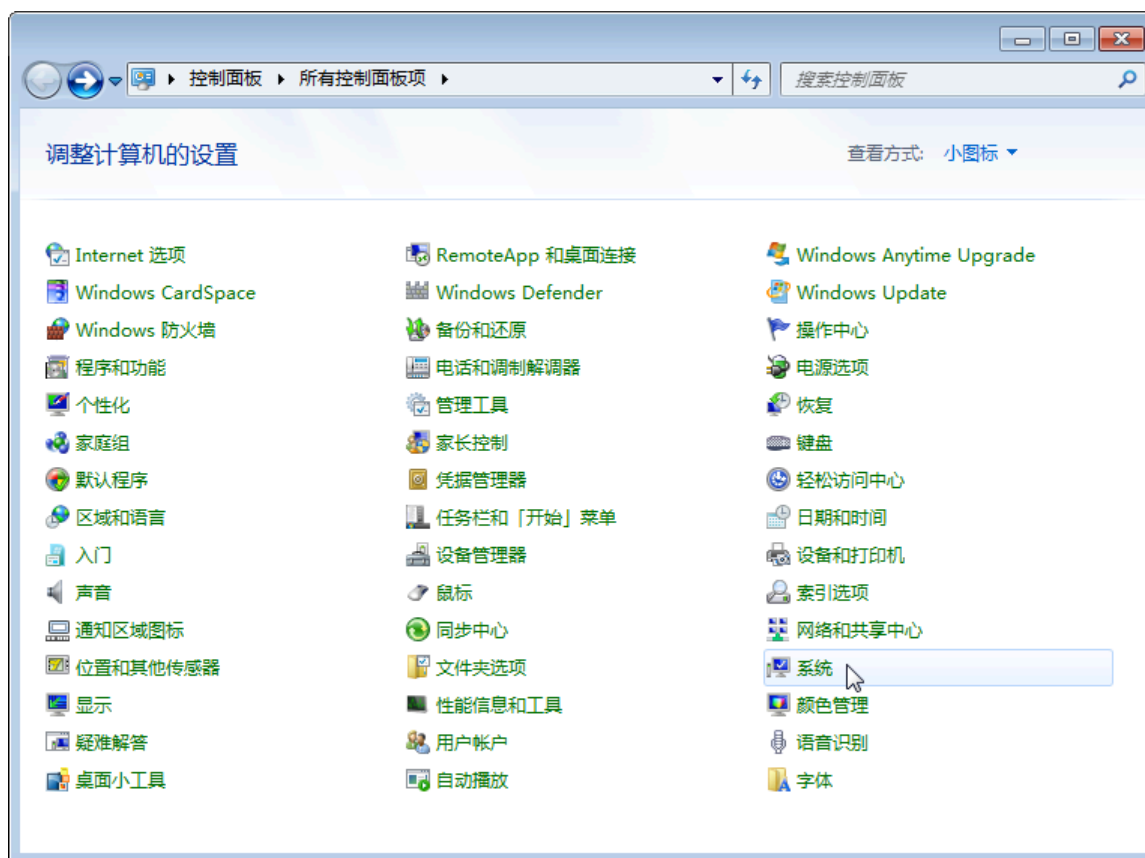 控制面板 所有控制面板项 搜索控制面板
调整计算机的设置 查看方式: 小图标
Internet 选项 RemoteApp 和桌面连接 Windows Anytime Upgrade
Windows CardSpace Windows Defender Windows Update
Windows 防火墙 备份和还原 操作中心
程序和功能 电话和调制解调器 电源选项
个性化 管理工具 恢复
家庭组 家长控制 键盘
默认程序 凭据管理器 轻松访问中心
区域和语言 任务栏和「开始」菜单 日期和时间
入门 设备管理器 设备和打印机
声音 鼠标 索引选项
通知区域图标 同步中心 网络和共享中心
位置和其他传感器 文件夹选项 系统
显示 性能信息和工具 颜色管理
疑难解答 用户帐户 语音识别
桌面小工具 自动播放 字体